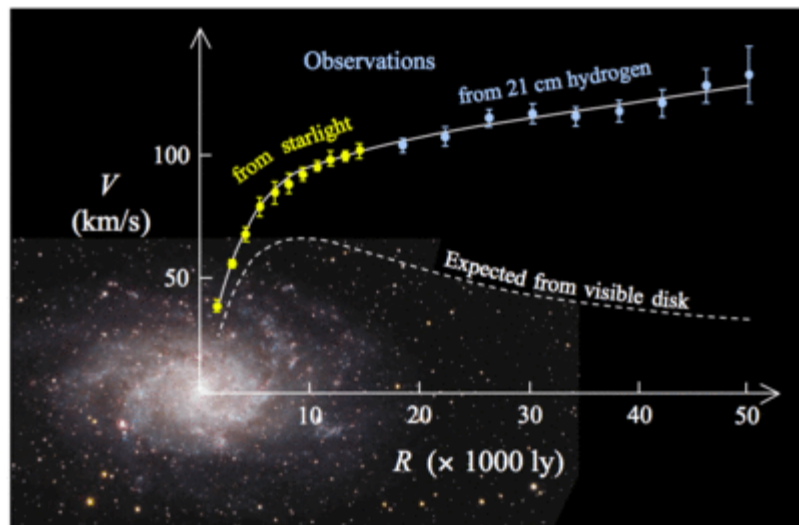 Observations
from 21 cm hydrogen
from starlight
100
V
(km/s)
50
Expected from visible disk
10
20
30
40
50
R (× 1000 ly)